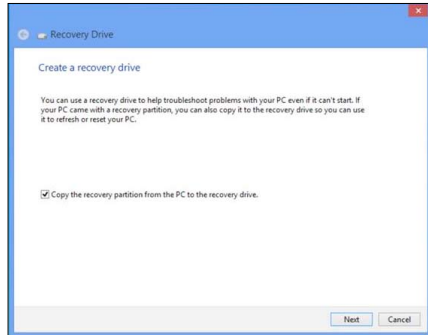 Recovery Drive
Create a recovery drive
You can use a recovery drive to help troubleshoot problems with your PC even if it can't start. If
your PC came with a recovery partition, you can also copy it to the recovery drive so you can use
it to refresh or reset your PC.
Copy the recovery partition from the PC to the recovery drive.
Next Cancel